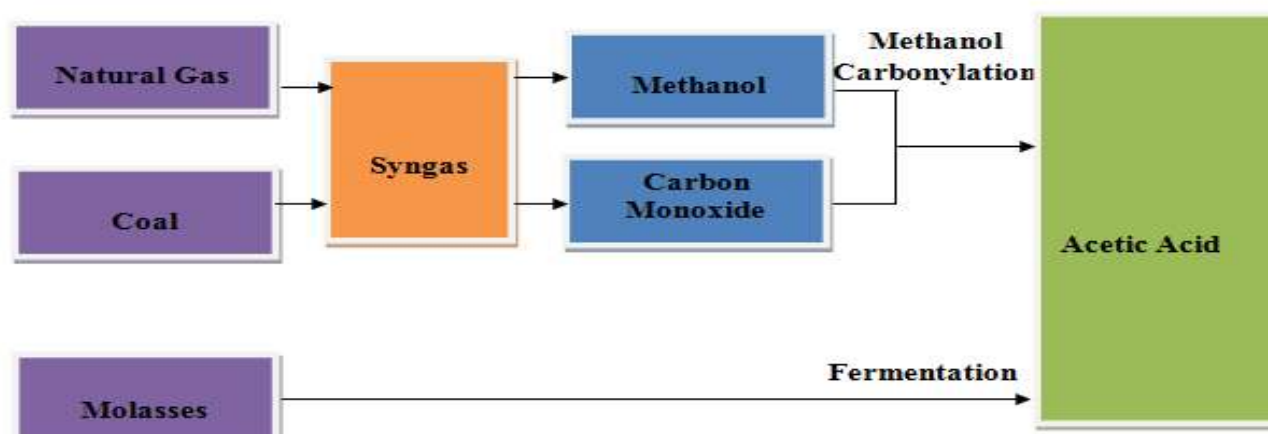 Natural Gas
Coal
Molasses
Syngas
Methanol
Carbon
Monoxide
Methanol
Carbonylation
Fermentation
Acetic Acid